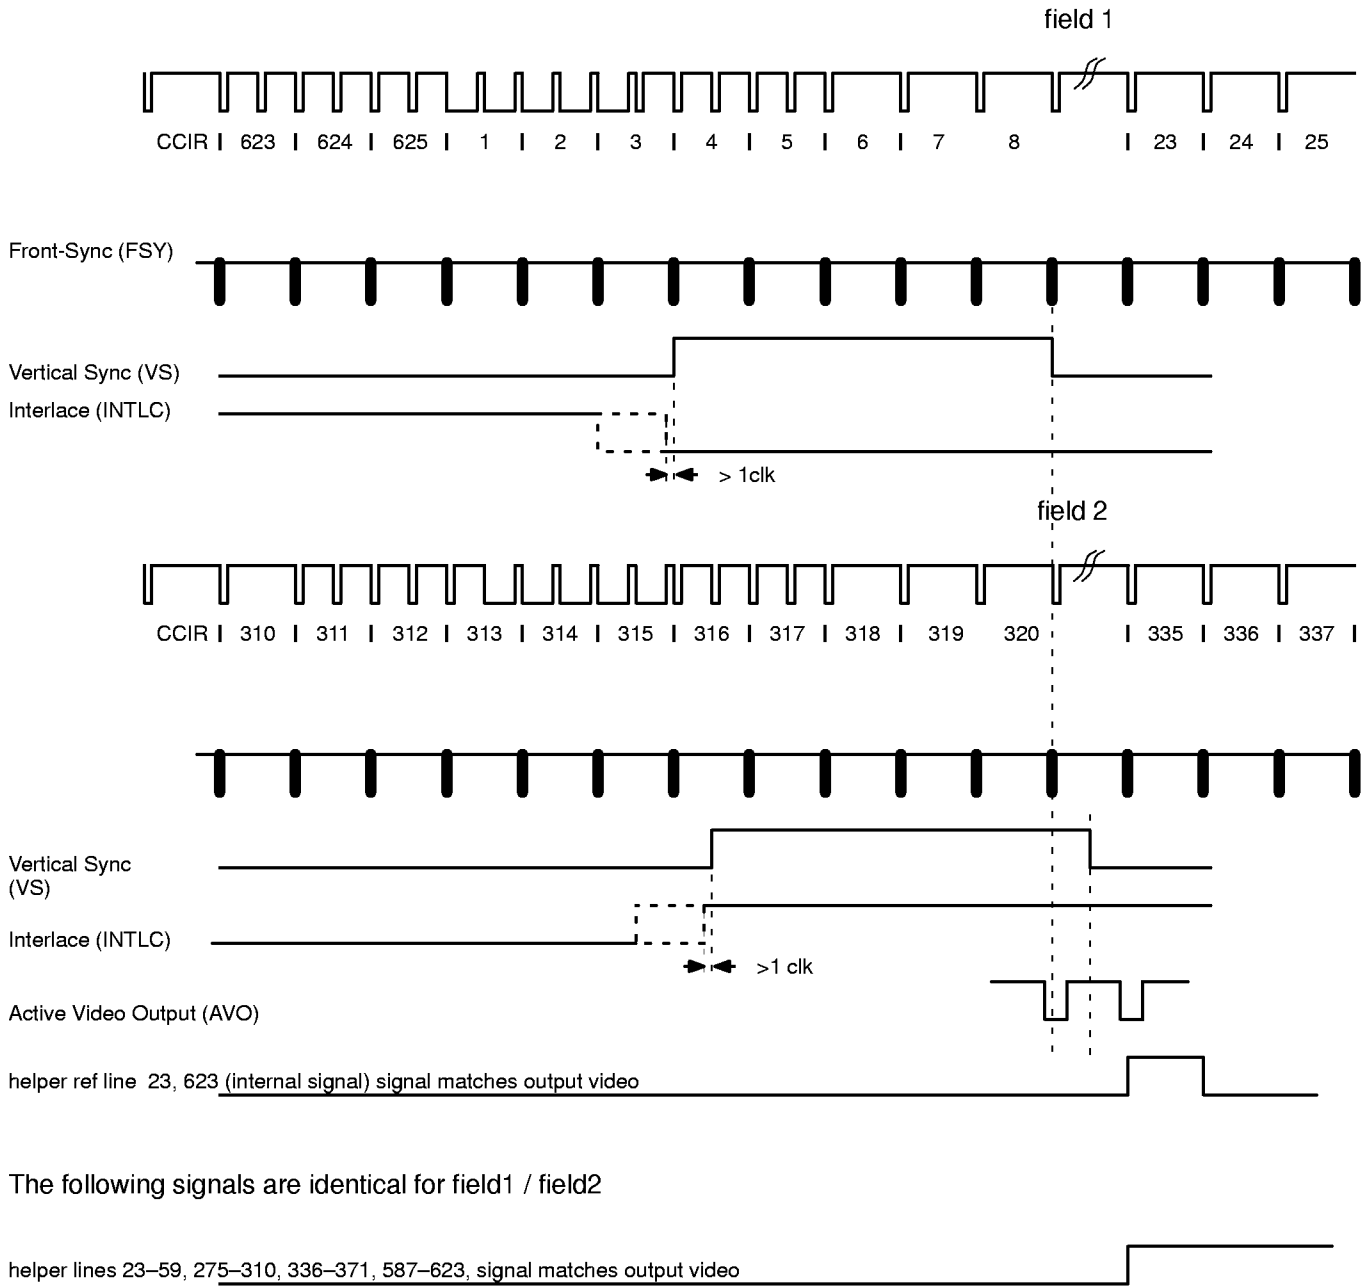 field 1
CCIR 623 624 625 1 2 3 4 5 6 7 8 23 24 25
Front-Sync (FSY)
Vertical Sync (VS)
Interlace (INTLC)
> 1clk
field 2
CCIR 310 311 312 313 314 315 316 317 318 319 320 335 336 337
Vertical Sync
(VS)
Interlace (INTLC)
>1 clk
Active Video Output (AVO)
helper ref line 23, 623 (internal signal) signal matches output video
The following signals are identical for field1 / field2
helper lines 23–59, 275–310, 336–371, 587–623, signal matches output video